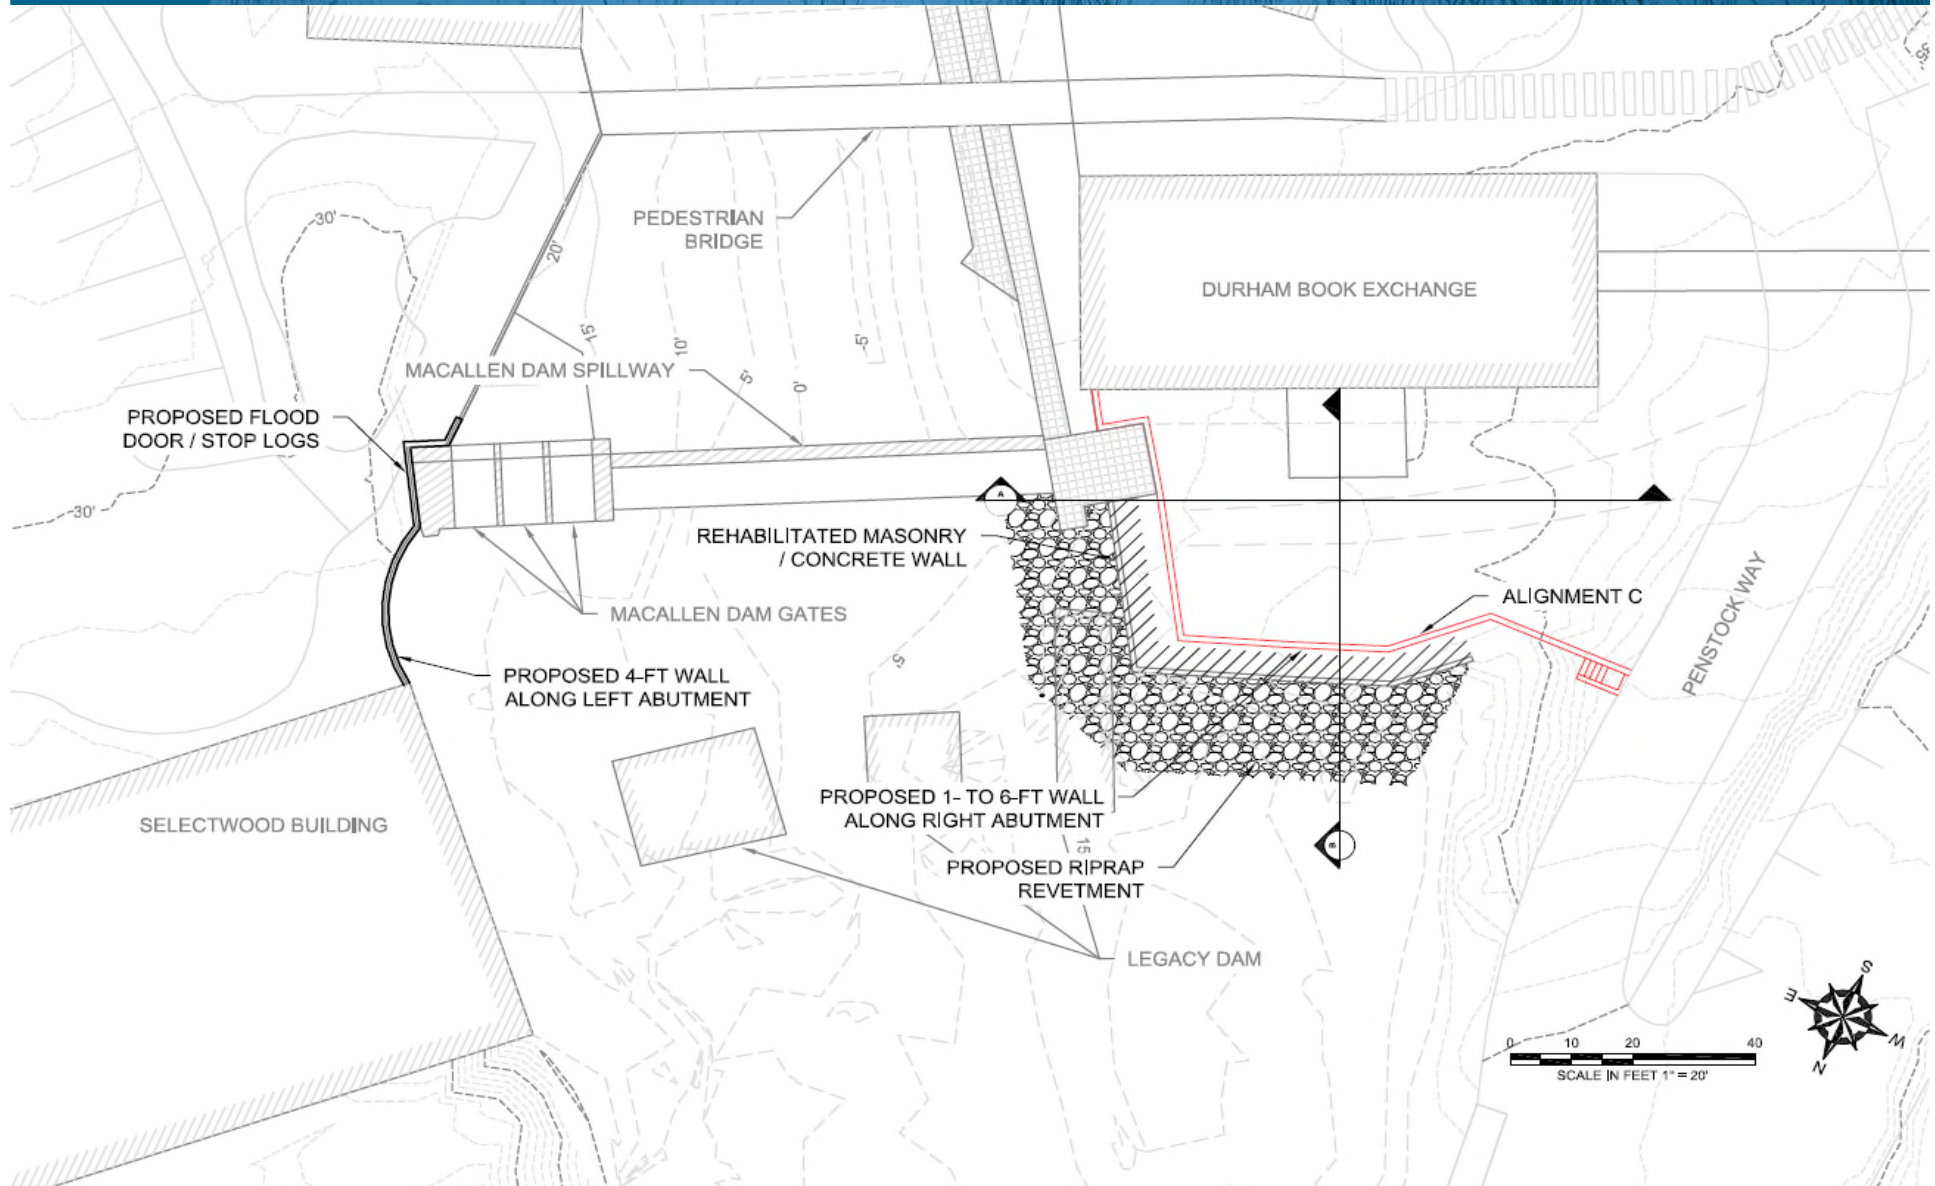 35'
30'
PEDESTRIAN
BRIDGE
20'
DURHAM BOOK EXCHANGE
15'
10'
-5'
MACALLEN DAM SPILLWAY
5'
0'
PROPOSED FLOOD
DOOR / STOP LOGS
30'
A
REHABILITATED MASONRY
/ CONCRETE WALL
ALIGNMENT C
PENSTOCK WAY
MACALLEN DAM GATES
-5'
PROPOSED 4-FT WALL
ALONG LEFT ABUTMENT
PROPOSED 1- TO 6-FT WALL
ALONG RIGHT ABUTMENT
SELECTWOOD BUILDING
15
B
PROPOSED RIPRAP
REVETMENT
LEGACY DAM
S
E
W
N
0 10 20 40
SCALE IN FEET 1" = 20'